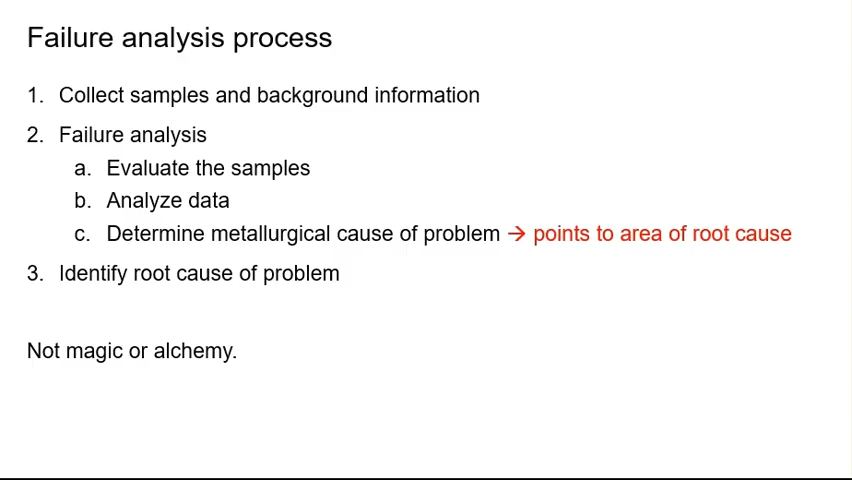 Failure analysis process
1. Collect samples and background information
2. Failure analysis
a. Evaluate the samples
b. Analyze data
c. Determine metallurgical cause of problem → points to area of root cause
3. Identify root cause of problem
Not magic or alchemy.